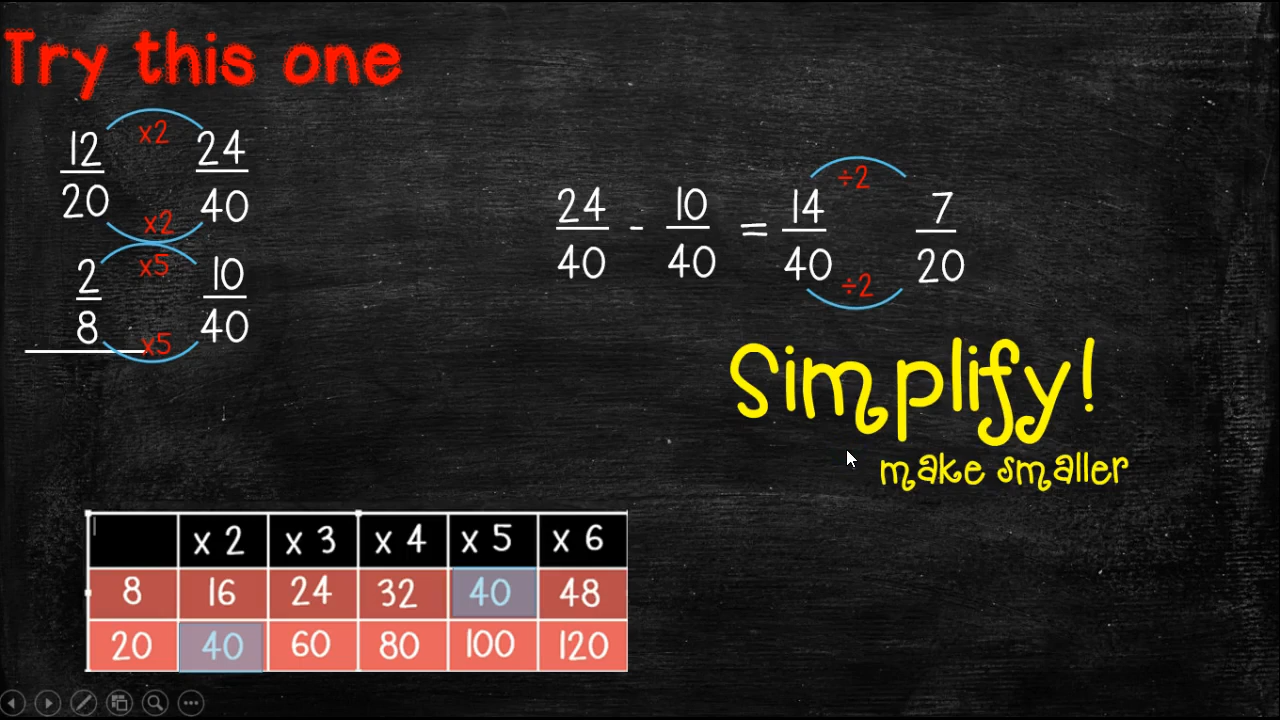 Try this one
12/20 x2 x2 24/40
2/8 x5 x5 10/40
24/40 - 10/40 = 14/40 ÷2 ÷2 7/20
Simplify!
make smaller
x 2 x 3 x 4 x 5 x 6
8 16 24 32 40 48
20 40 60 80 100 120